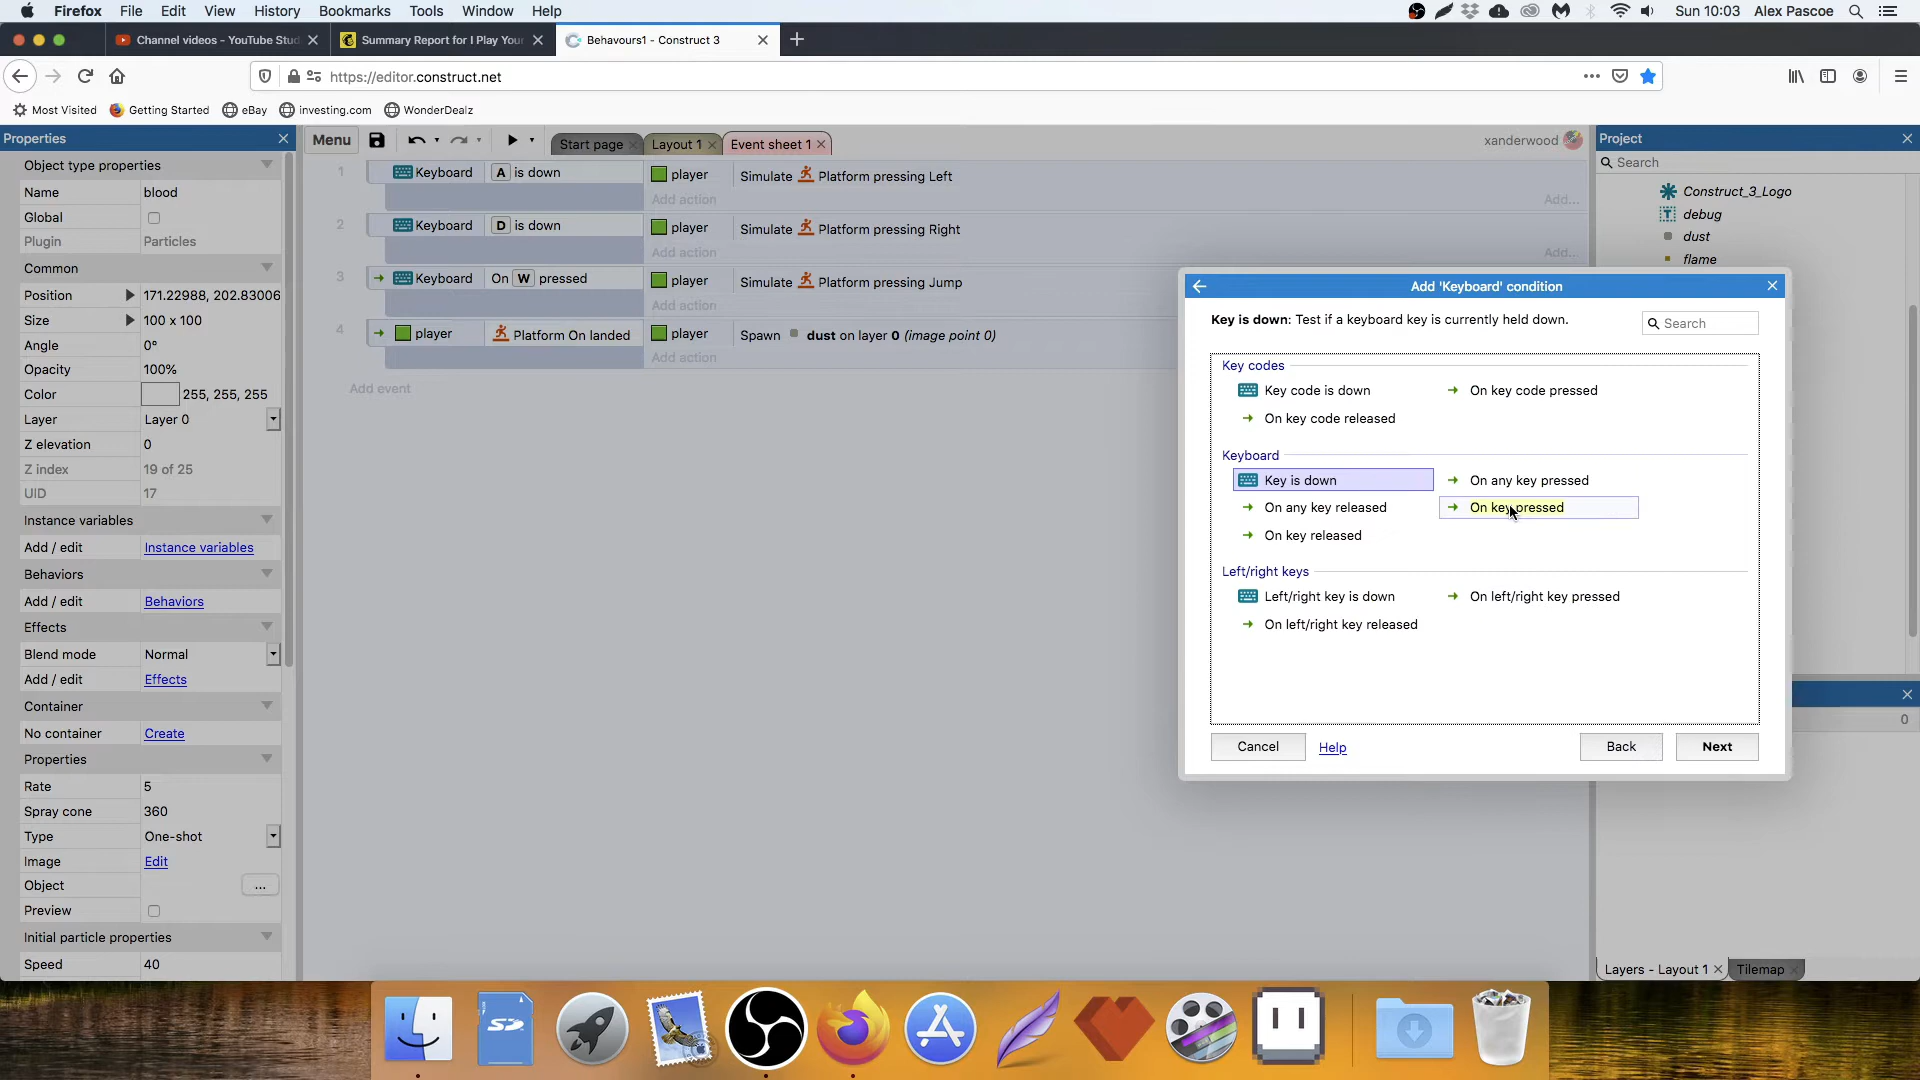 Firefox File Edit View History Bookmarks Tools Window Help Sun 10:03 Alex Pascoe
Channel videos - YouTube Stud Summary Report for I Play Your Behavours1 - Construct 3
https://editor.construct.net
Most Visited Getting Started eBay investing.com WonderDealz
Properties
Object type properties
Name blood
Global
Plugin Particles
Common
Position 171.22988, 202.83006
Size 100 x 100
Angle 0°
Opacity 100%
Color 255, 255, 255
Layer Layer 0
Z elevation 0
Z index 19 of 25
UID 17
Instance variables
Add / edit Instance variables
Behaviors
Add / edit Behaviors
Effects
Blend mode Normal
Add / edit Effects
Container
No container Create
Properties
Rate 5
Spray cone 360
Type One-shot
Image Edit
Object ...
Preview
Initial particle properties
Speed 40
Menu Start page Layout 1 Event sheet 1 xanderwood
1 Keyboard A is down player Simulate Platform pressing Left
Add action Add...
2 Keyboard D is down player Simulate Platform pressing Right
Add action Add...
3 Keyboard On W pressed player Simulate Platform pressing Jump
Add action
4 player Platform On landed player Spawn dust on layer 0 (image point 0)
Add action
Add event
Add 'Keyboard' condition
Key is down: Test if a keyboard key is currently held down. Search
Key codes
Key code is down On key code pressed
On key code released
Keyboard
Key is down On any key pressed
On any key released On key pressed
On key released
Left/right keys
Left/right key is down On left/right key pressed
On left/right key released
Cancel Help Back Next
Project
Search
Construct_3_Logo
debug
dust
flame
0
Layers - Layout 1 Tilemap
SD